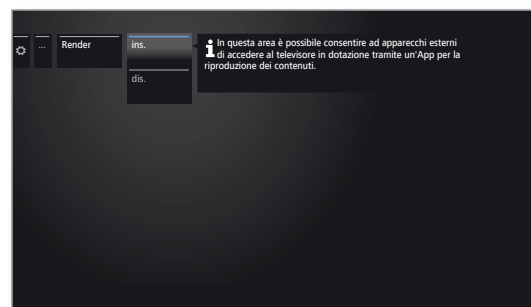 ... Render ins. In questa area è possibile consentire ad apparecchi esterni
di accedere al televisore in dotazione tramite un'App per la
riproduzione dei contenuti.
dis.